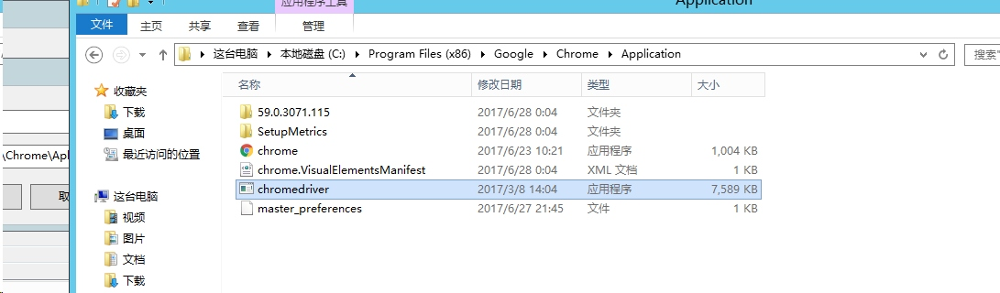 应用程序工具
Application
文件 主页 共享 查看 管理
这台电脑 本地磁盘 (C:) Program Files (x86) Google Chrome Application 搜索"
收藏夹
下载
桌面
最近访问的位置
这台电脑
视频
图片
文档
下载
\Chrome\Apl
取
名称 修改日期 类型 大小
59.0.3071.115 2017/6/28 0:04 文件夹
SetupMetrics 2017/6/28 0:04 文件夹
chrome 2017/6/23 10:21 应用程序 1,004 KB
chrome.VisualElementsManifest 2017/6/28 0:04 XML 文档 1 KB
chromedriver 2017/3/8 14:04 应用程序 7,589 KB
master_preferences 2017/6/27 21:45 文件 1 KB